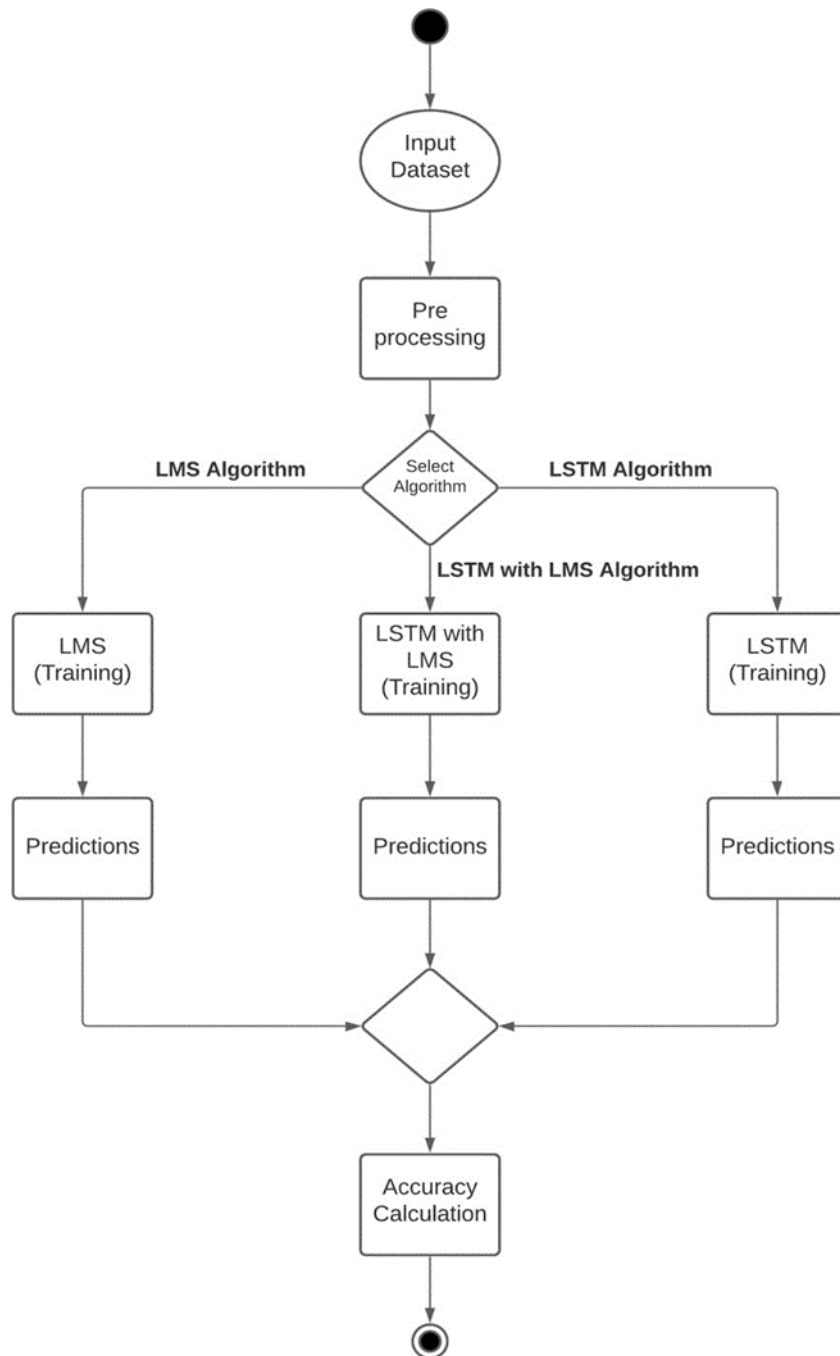 Input
Dataset
Pre
processing
LMS Algorithm
Select
Algorithm
LSTM Algorithm
LSTM with LMS Algorithm
LMS
(Training)
LSTM with
LMS
(Training)
LSTM
(Training)
Predictions
Predictions
Predictions
Accuracy
Calculation